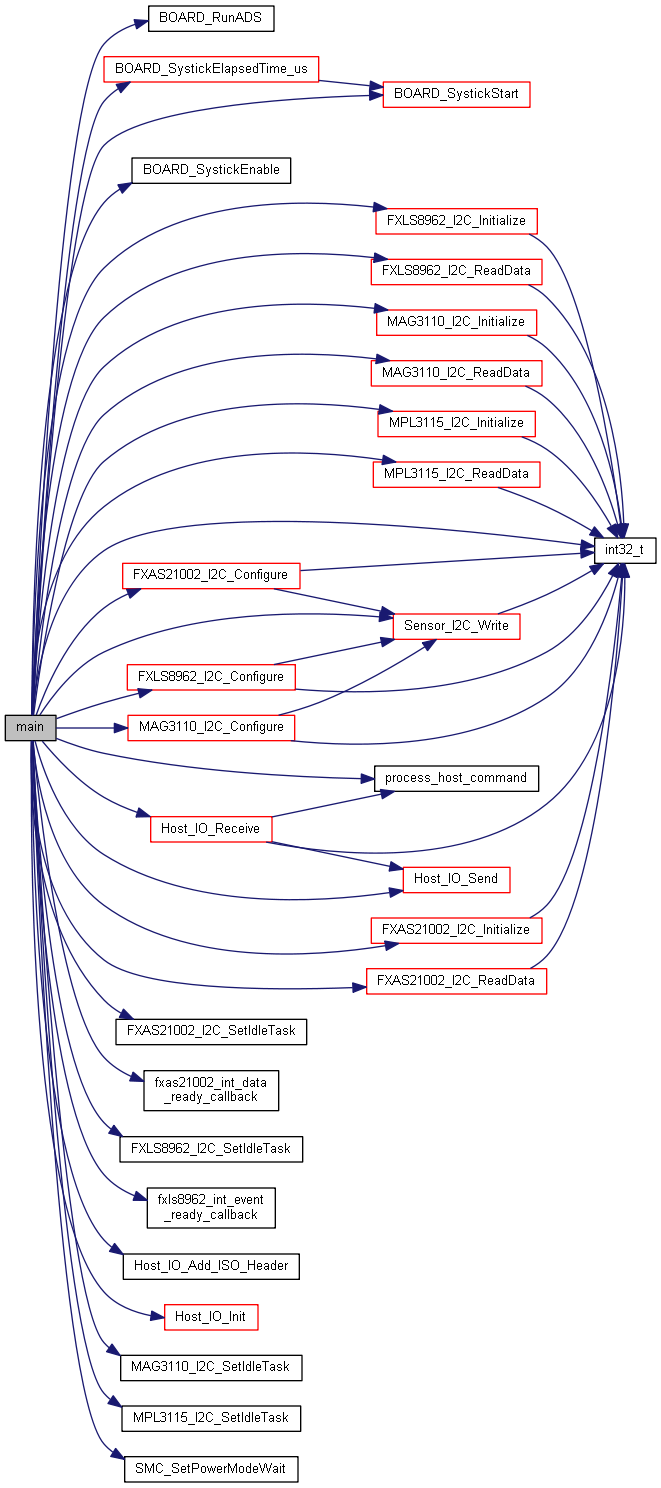 BOARD_RunADS
BOARD_SystickElapsedTime_us
BOARD_SystickStart
BOARD_SystickEnable
FXLS8962_I2C_Initialize
FXLS8962_I2C_ReadData
MAG3110_I2C_Initialize
MAG3110_I2C_ReadData
MPL3115_I2C_Initialize
MPL3115_I2C_ReadData
int32_t
FXAS21002_I2C_Configure
Sensor_I2C_Write
FXLS8962_I2C_Configure
main
MAG3110_I2C_Configure
process_host_command
Host_IO_Receive
Host_IO_Send
FXAS21002_I2C_Initialize
FXAS21002_I2C_ReadData
FXAS21002_I2C_SetIdleTask
fxas21002_int_data
_ready_callback
FXLS8962_I2C_SetIdleTask
fxls8962_int_event
_ready_callback
Host_IO_Add_ISO_Header
Host_IO_Init
MAG3110_I2C_SetIdleTask
MPL3115_I2C_SetIdleTask
SMC_SetPowerModeWait